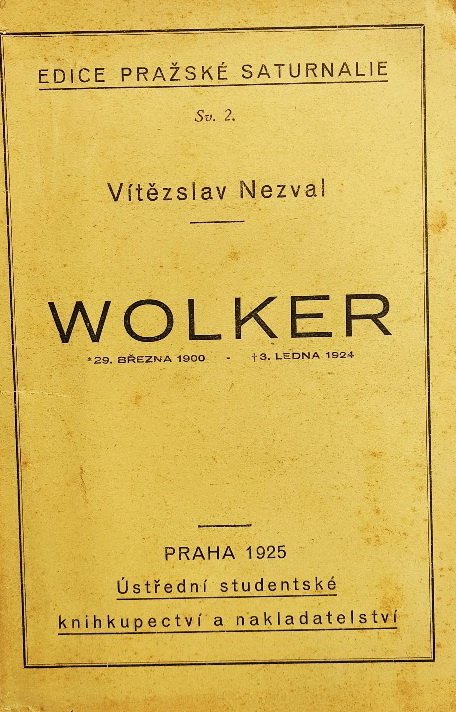 EDICE PRAŽSKÉ SATURNALIE
Sv. 2.
Vítězslav Nezval
WOLKER
*29. BŘEZNA 1900 - †3. LEDNA 1924
PRAHA 1925
Ústřední studentské
knihkupectví a nakladatelství